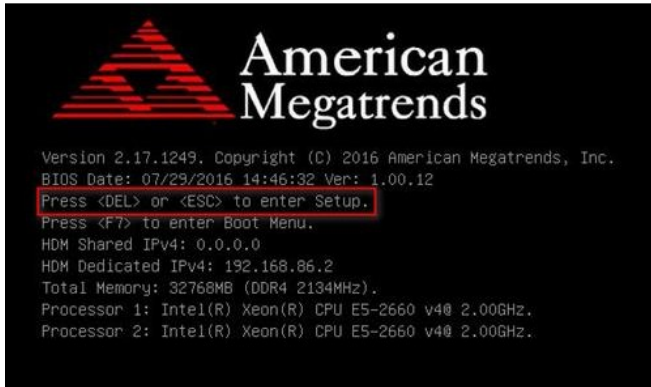 American
Megatrends
Version 2.17.1249. Copyright (C) 2016 American Megatrends, Inc.
BIOS Date: 07/29/2016 14:46:32 Ver: 1.00.12
Press <DEL> or <ESC> to enter Setup.
Press <F7> to enter Boot Menu.
HDM Shared IPv4: 0.0.0.0
HDM Dedicated IPv4: 192.168.86.2
Total Memory: 32768MB (DDR4 2134MHz).
Processor 1: Intel(R) Xeon(R) CPU E5-2660 v4@ 2.00GHz.
Processor 2: Intel(R) Xeon(R) CPU E5-2660 v4@ 2.00GHz.